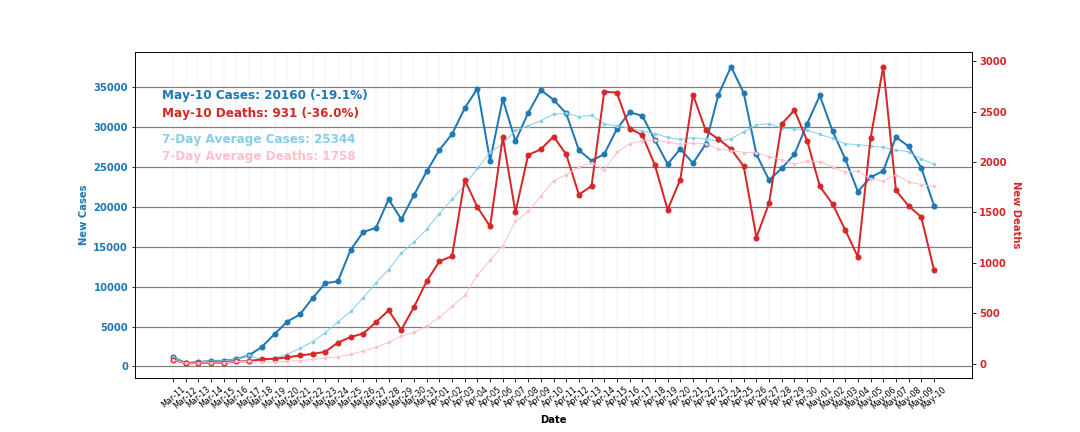 May-10 Cases: 20160 (-19.1%)
May-10 Deaths: 931 (-36.0%)
7-Day Average Cases: 25344
7-Day Average Deaths: 1758
New Cases
35000
30000
25000
20000
15000
10000
5000
0
3000
2500
2000
1500
1000
500
0
New Deaths
Mar-11
Mar-12
Mar-13
Mar-14
Mar-15
Mar-16
Mar-17
Mar-18
Mar-19
Mar-20
Mar-21
Mar-22
Mar-23
Mar-24
Mar-25
Mar-26
Mar-27
Mar-28
Mar-29
Mar-30
Mar-31
Apr-01
Apr-02
Apr-03
Apr-04
Apr-05
Apr-06
Apr-07
Apr-08
Apr-09
Apr-10
Apr-11
Apr-12
Apr-13
Apr-14
Apr-15
Apr-16
Apr-17
Apr-18
Apr-19
Apr-20
Apr-21
Apr-22
Apr-23
Apr-24
Apr-25
Apr-26
Apr-27
Apr-28
Apr-29
Apr-30
May-01
May-02
May-03
May-04
May-05
May-06
May-07
May-08
May-09
May-10
Date